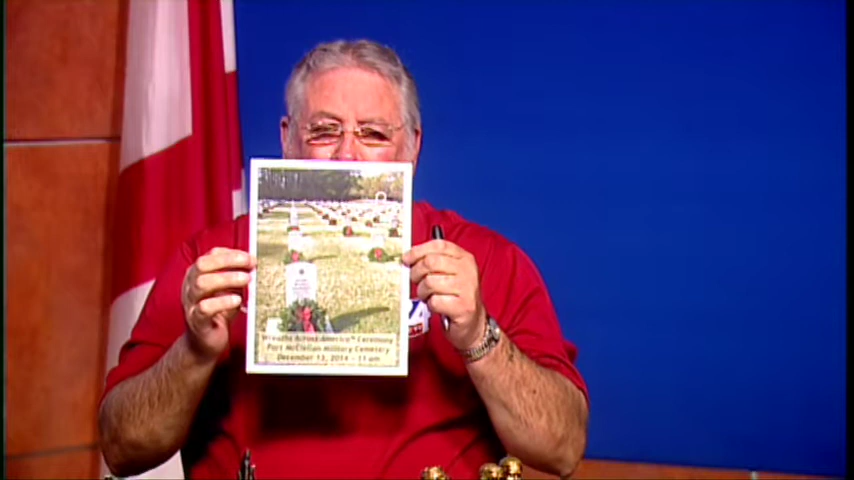 Wreaths Across America™ Ceremony
Fort McClellan Military Cemetery
December 13, 2014 - 11 am